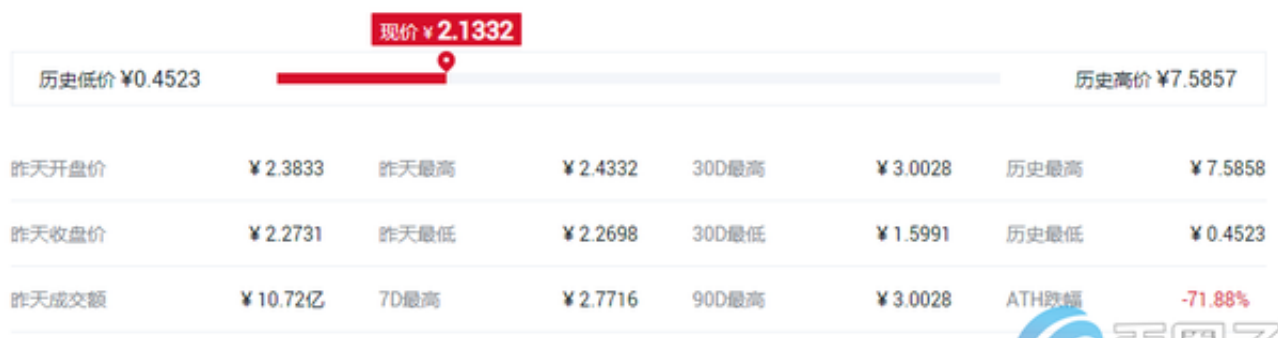 现价 ¥ 2.1332
历史低价 ¥0.4523 历史高价 ¥7.5857
昨天开盘价 ¥ 2.3833 昨天最高 ¥ 2.4332 30D最高 ¥ 3.0028 历史最高 ¥ 7.5858
昨天收盘价 ¥ 2.2731 昨天最低 ¥ 2.2698 30D最低 ¥ 1.5991 历史最低 ¥ 0.4523
昨天成交额 ¥ 10.72亿 7D最高 ¥ 2.7716 90D最高 ¥ 3.0028 ATH跌幅 -71.88%